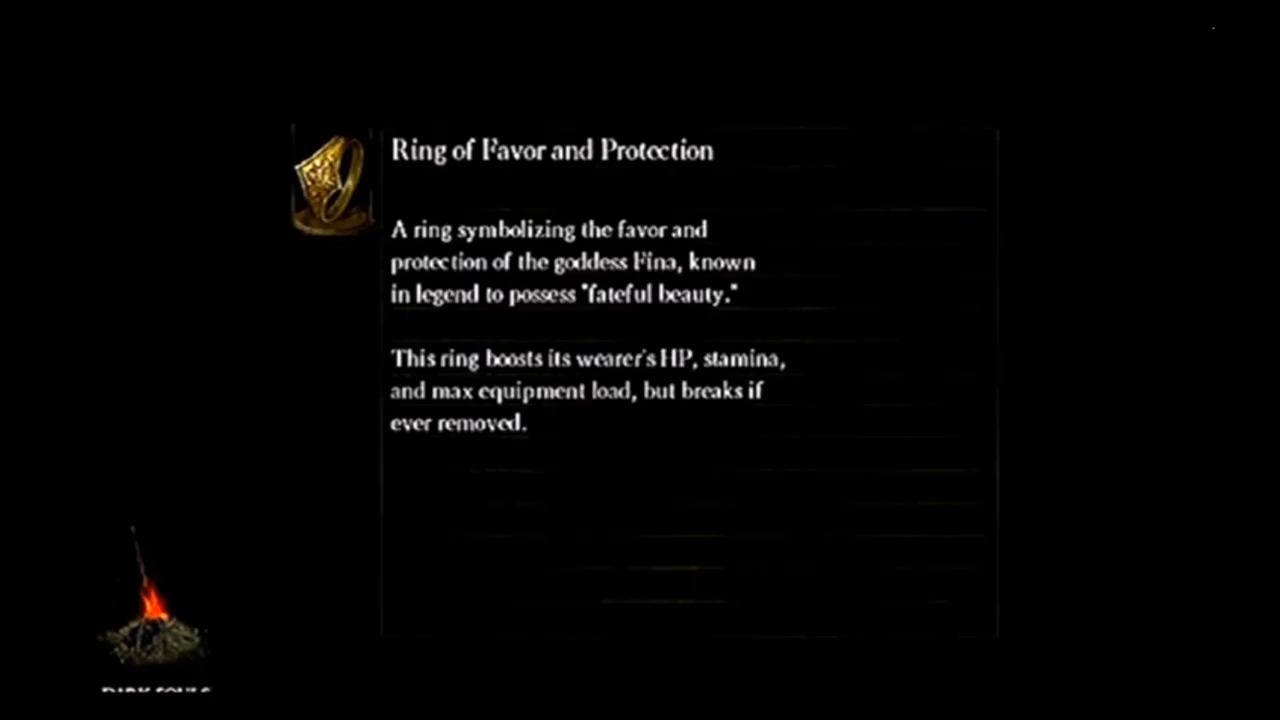 Ring of Favor and Protection
A ring symbolizing the favor and
protection of the goddess Fina, known
in legend to possess "fateful beauty."
This ring boosts its wearer's HP, stamina,
and max equipment load, but breaks if
ever removed.
DARK SOULS